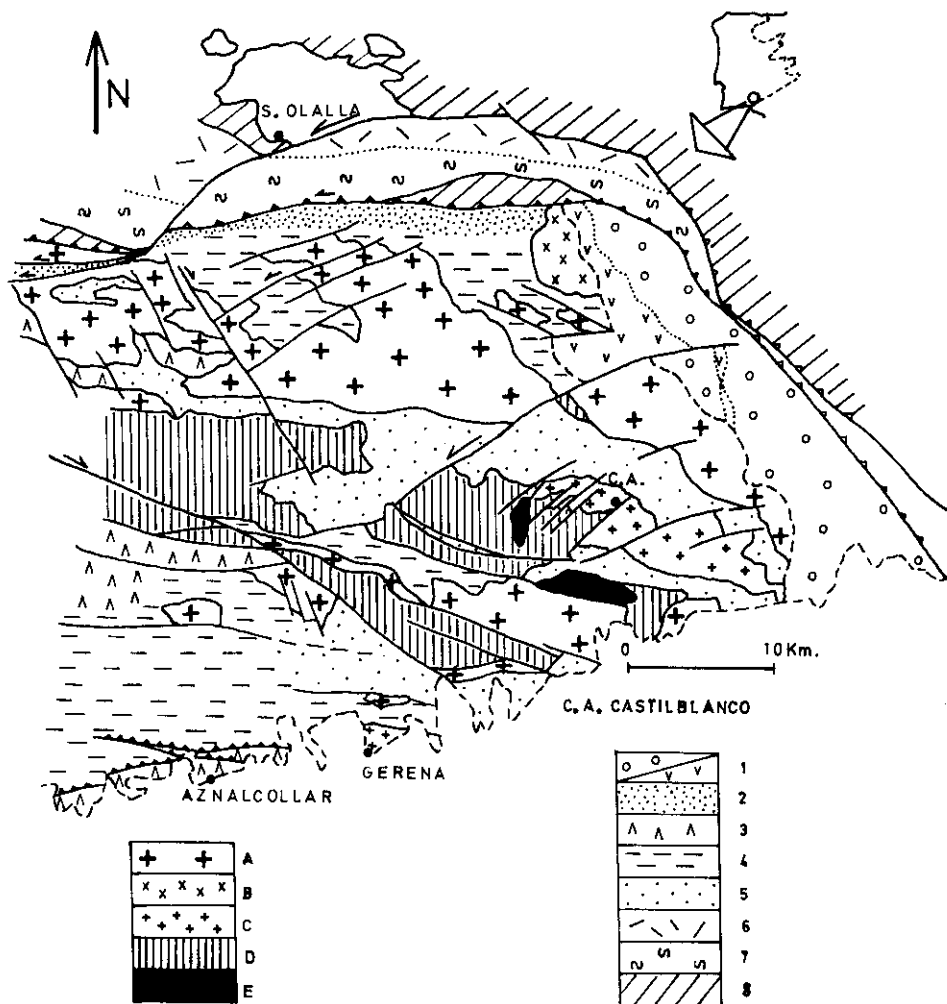 N
S. OLALLA
C.A.
0 10 Km.
C.A. CASTILBLANCO
GERENA
AZNALCOLLAR
A
B
C
D
E
1
2
3
4
5
6
7
8